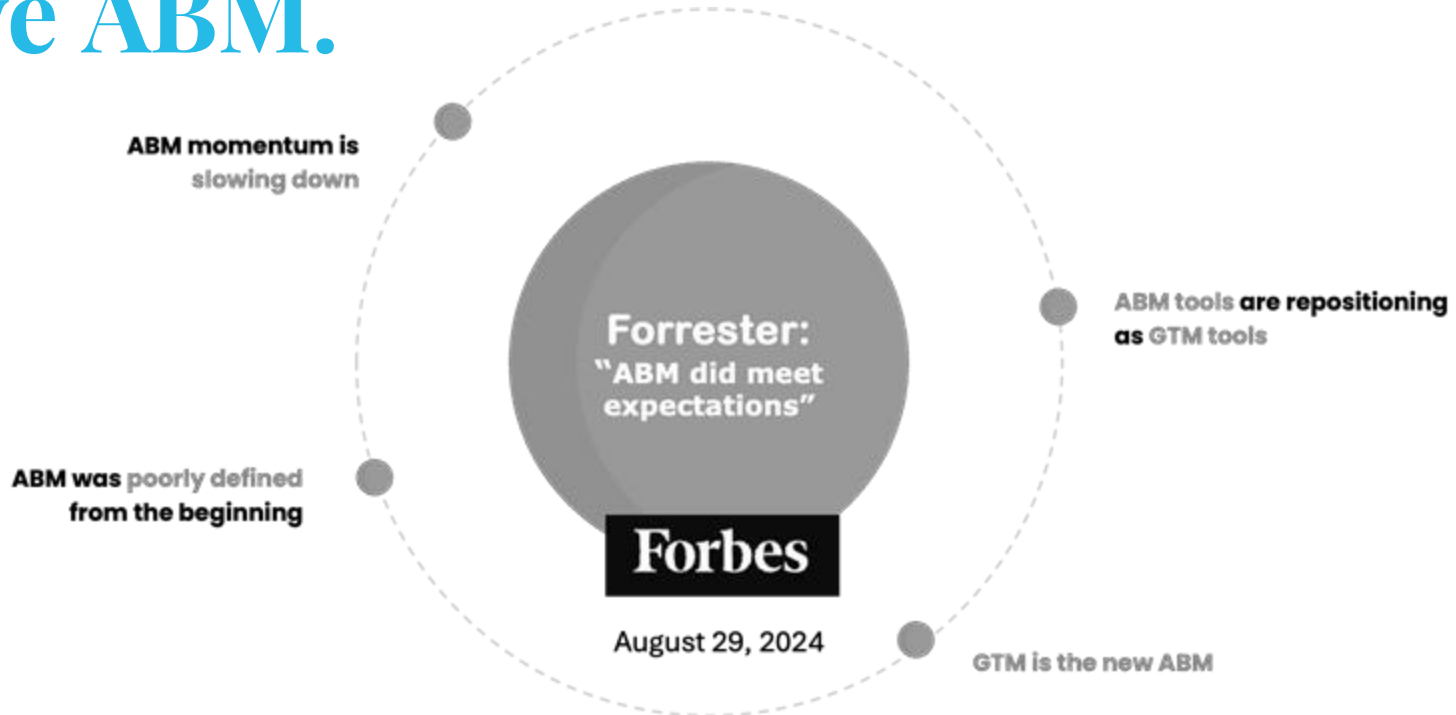 ve ABM.
ABM momentum is
slowing down
Forrester:
“ABM did meet
expectations”
ABM tools are repositioning
as GTM tools
ABM was poorly defined
from the beginning
Forbes
August 29, 2024
GTM is the new ABM